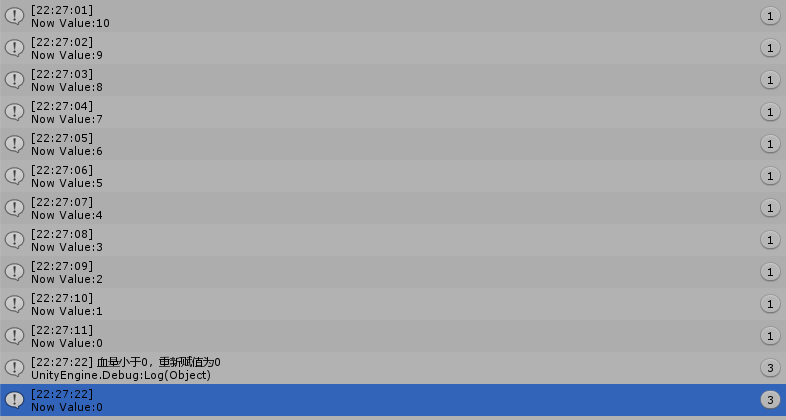 [22:27:01]
Now Value:10
1
[22:27:02]
Now Value:9
1
[22:27:03]
Now Value:8
1
[22:27:04]
Now Value:7
1
[22:27:05]
Now Value:6
1
[22:27:06]
Now Value:5
1
[22:27:07]
Now Value:4
1
[22:27:08]
Now Value:3
1
[22:27:09]
Now Value:2
1
[22:27:10]
Now Value:1
1
[22:27:11]
Now Value:0
1
[22:27:22] 血量小于0，重新赋值为0
UnityEngine.Debug:Log(Object)
3
[22:27:22]
Now Value:0
3